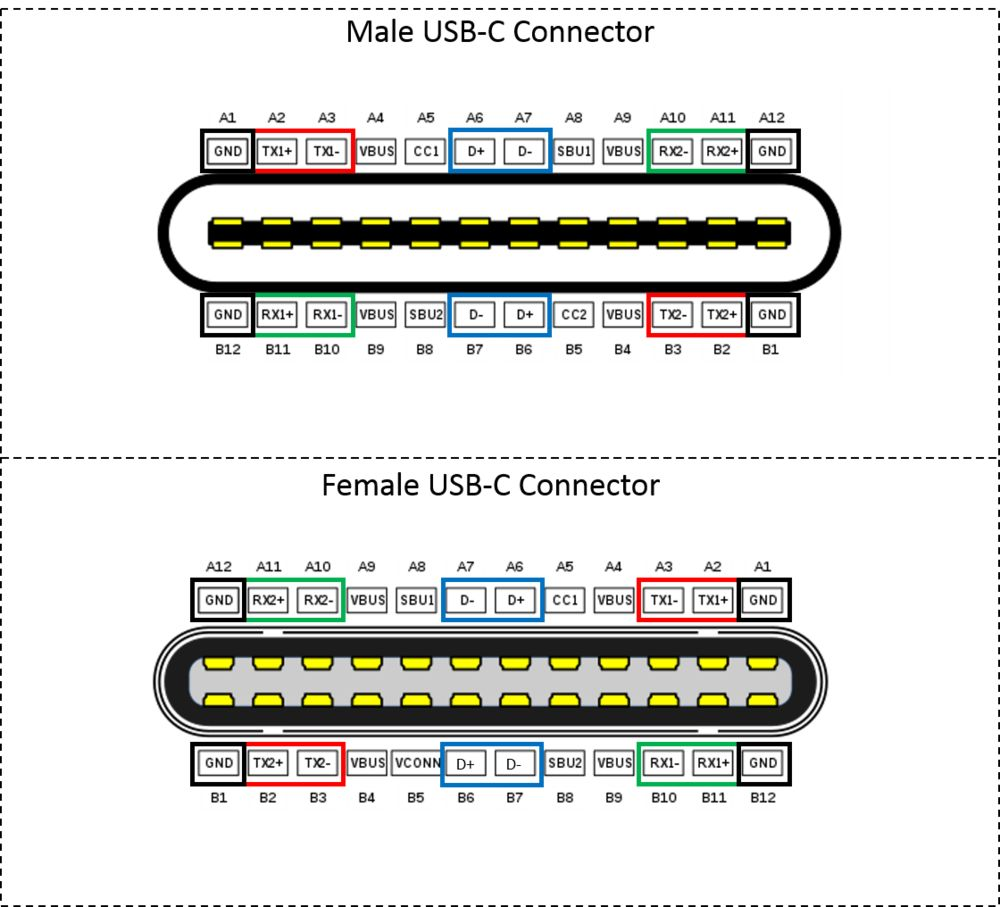 Male USB-C Connector
A1 A2 A3 A4 A5 A6 A7 A8 A9 A10 A11 A12
GND TX1+ TX1- VBUS CC1 D+ D- SBU1 VBUS RX2- RX2+ GND
GND RX1+ RX1- VBUS SBU2 D- D+ CC2 VBUS TX2- TX2+ GND
B12 B11 B10 B9 B8 B7 B6 B5 B4 B3 B2 B1
Female USB-C Connector
A12 A11 A10 A9 A8 A7 A6 A5 A4 A3 A2 A1
GND RX2+ RX2- VBUS SBU1 D- D+ CC1 VBUS TX1- TX1+ GND
GND TX2+ TX2- VBUS VCONN D+ D- SBU2 VBUS RX1- RX1+ GND
B1 B2 B3 B4 B5 B6 B7 B8 B9 B10 B11 B12